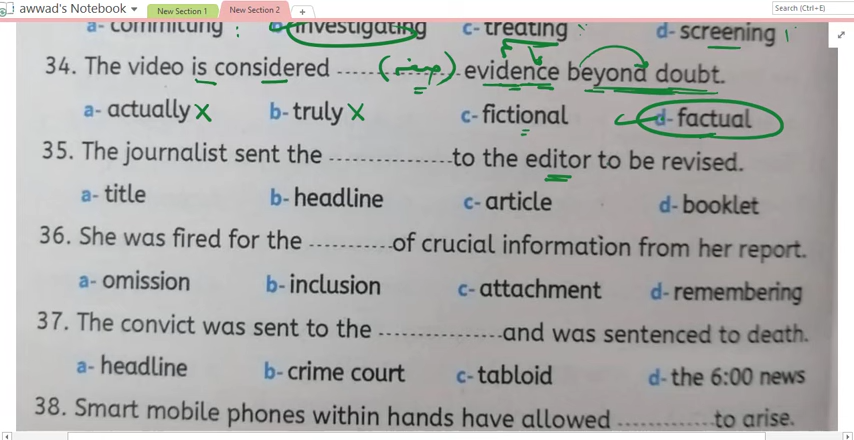 awwad's Notebook New Section 1 New Section 2 + Search (Ctrl+E)
a- committing b- investigating c- treating d- screening
34. The video is considered ............ (صفة) evidence beyond doubt.
a- actually X b- truly X c- fictional d- factual
35. The journalist sent the ............ to the editor to be revised.
a- title b- headline c- article d- booklet
36. She was fired for the ............ of crucial information from her report.
a- omission b- inclusion c- attachment d- remembering
37. The convict was sent to the ............ and was sentenced to death.
a- headline b- crime court c- tabloid d- the 6:00 news
38. Smart mobile phones within hands have allowed ............ to arise.